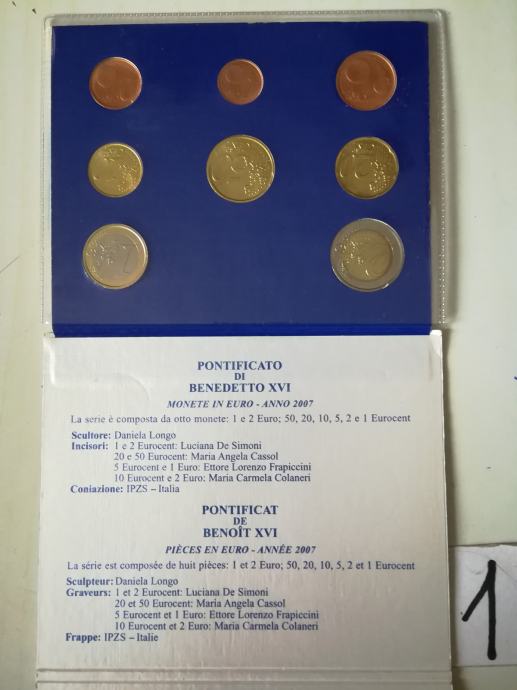 PONTIFICATO
DI
BENEDETTO XVI
MONETE IN EURO - ANNO 2007
La serie è composta da otto monete: 1 e 2 Euro; 50, 20, 10, 5, 2 e 1 Eurocent
Scultore: Daniela Longo
Incisori: 1 e 2 Eurocent: Luciana De Simoni
20 e 50 Eurocent: Maria Angela Cassol
5 Eurocent e 1 Euro: Ettore Lorenzo Frapiccini
10 Eurocent e 2 Euro: Maria Carmela Colaneri
Coniazione: IPZS – Italia
PONTIFICAT
DE
BENOÎT XVI
PIÈCES EN EURO - ANNÉE 2007
La série est composée de huit pièces: 1 et 2 Euro; 50, 20, 10, 5, 2 et 1 Eurocent
Sculpteur: Daniela Longo
Graveurs: 1 et 2 Eurocent: Luciana De Simoni
20 et 50 Eurocent: Maria Angela Cassol
5 Eurocent et 1 Euro: Ettore Lorenzo Frapiccini
10 Eurocent et 2 Euro: Maria Carmela Colaneri
Frappe: IPZS – Italie
1